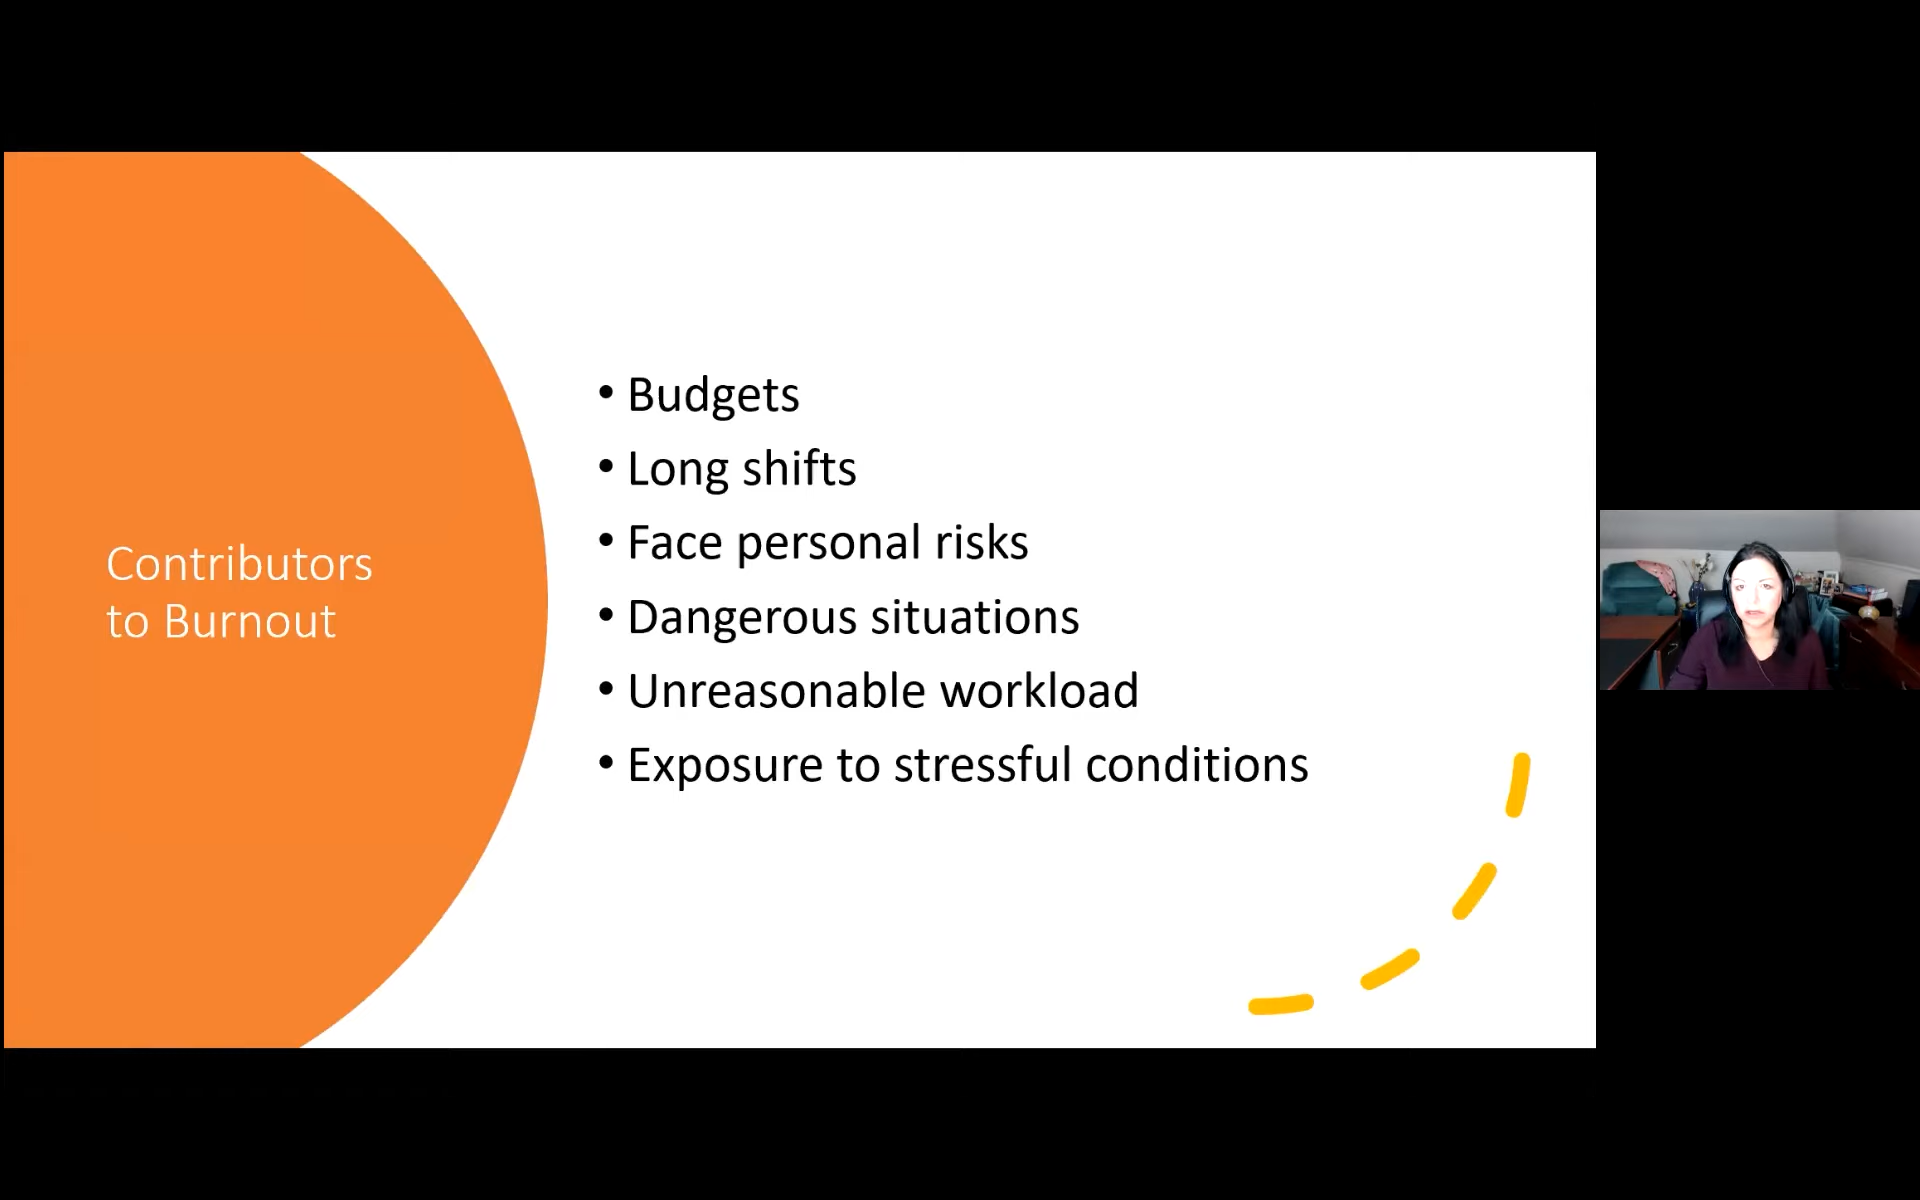 Contributors
to Burnout
• Budgets
• Long shifts
• Face personal risks
• Dangerous situations
• Unreasonable workload
• Exposure to stressful conditions